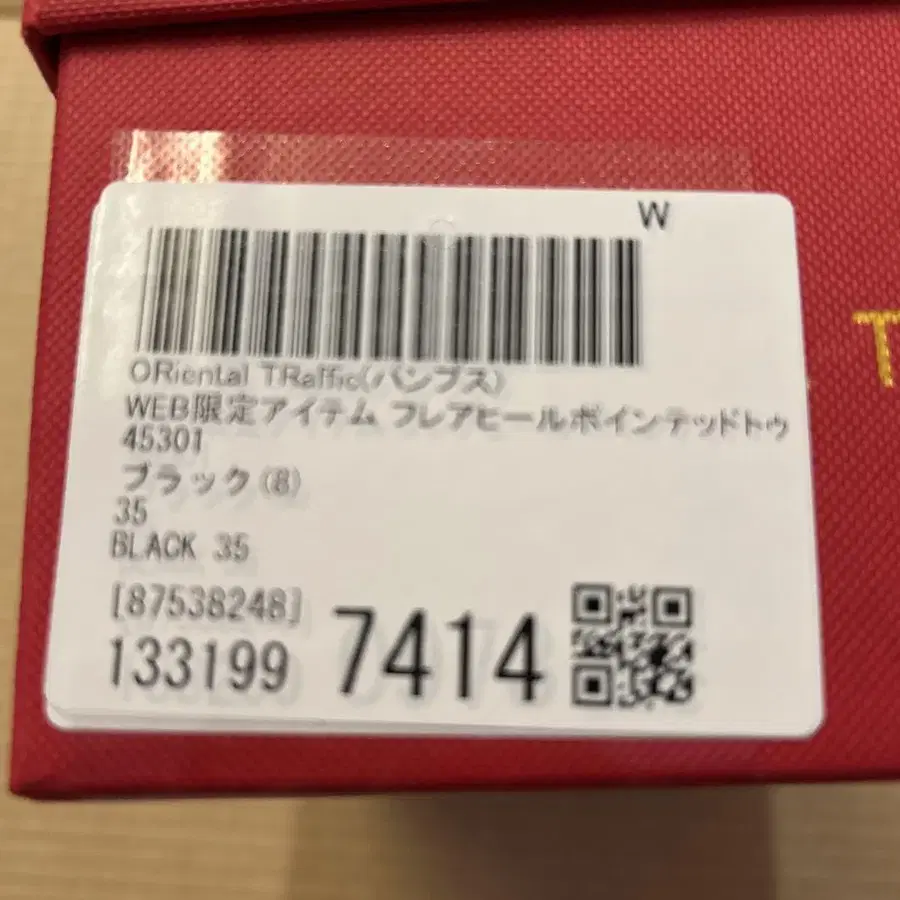 W
ORiental TRaffic(パンプス)
WEB限定アイテム フレアヒールポインテッドトゥ
45301
ブラック(B)
35
BLACK 35
[87538248]
133199 7414
T